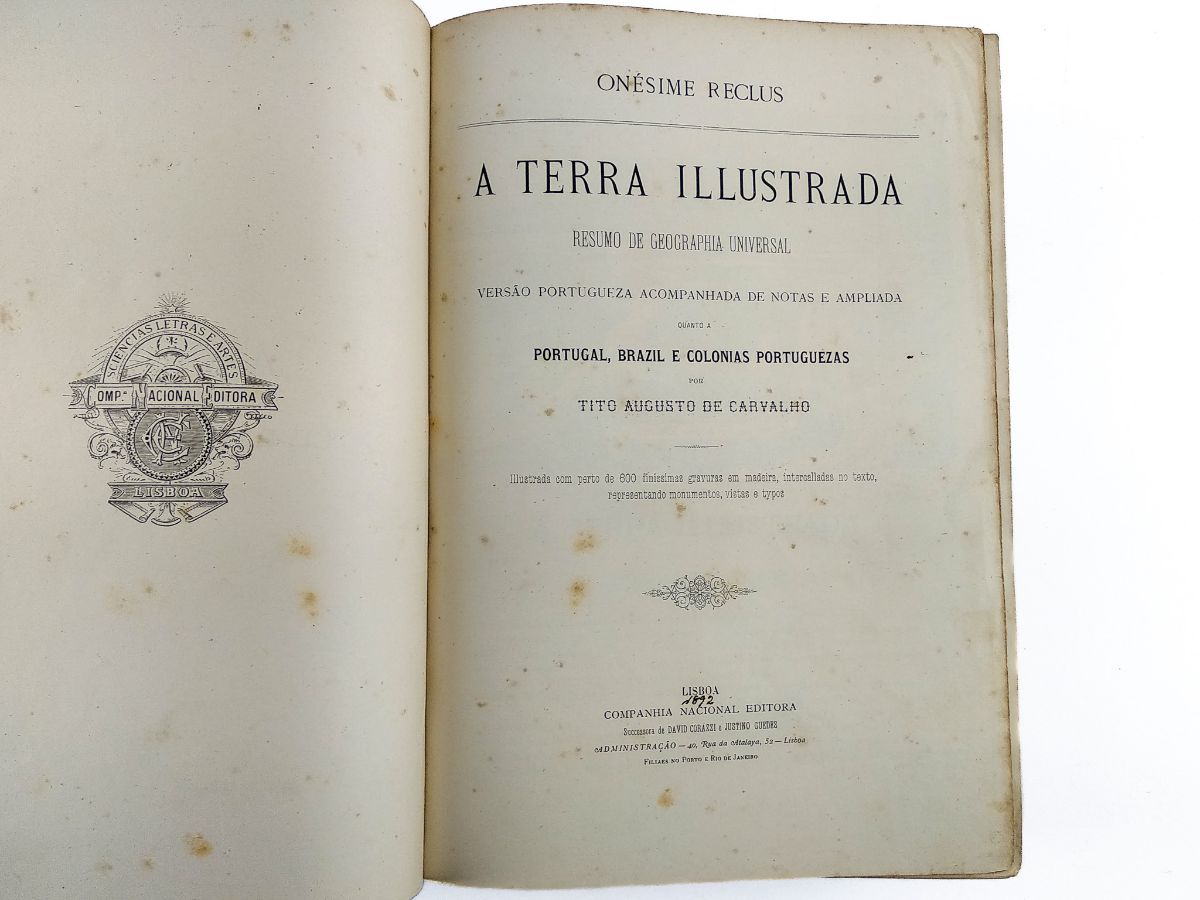 SCIENCIAS LETRAS E ARTES
COMP.ᴬ NACIONAL EDITORA
LISBOA
ONÉSIME RECLUS
A TERRA ILLUSTRADA
RESUMO DE GEOGRAPHIA UNIVERSAL
VERSÃO PORTUGUEZA ACOMPANHADA DE NOTAS E AMPLIADA
QUANTO A
PORTUGAL, BRAZIL E COLONIAS PORTUGUEZAS
POR
TITO AUGUSTO DE CARVALHO
Illustrada com perto de 600 finissimas gravuras em madeira, intercalladas no texto,
representando monumentos, vistas e typos
LISBOA
1892
COMPANHIA NACIONAL EDITORA
Successora de DAVID CORAZZI e JUSTINO GUEDES
ADMINISTRAÇÃO — 40, Rua da Atalaya, 52 — Lisboa
FILIAES NO PORTO E RIO DE JANEIRO